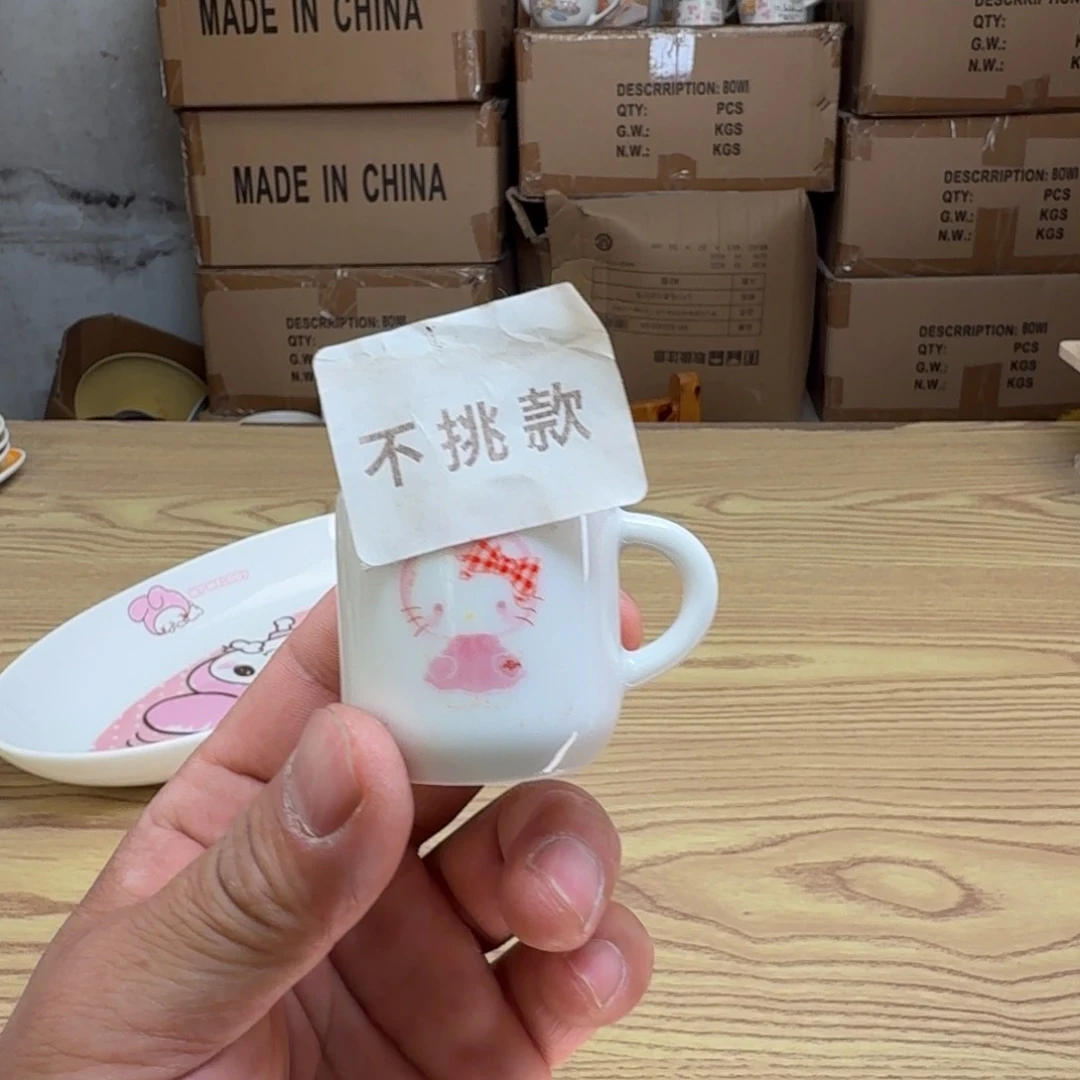 MADE IN CHINA
MADE IN CHINA
DESCRRIPTION: BOWl
QTY: PCS
G.W.: KGS
N.W.: KGS
DESCRRIPTION: BOWl
QTY:
G.W.:
N.W.:
DESCRRIPTION: BOWl
QTY: PCS
G.W.: KGS
N.W.: KGS
DESCRRIPTION: BOWl
QTY: PCS
G.W.: KGS
N.W.: KGS
QTY:
G.W.:
N.W.:
不挑款